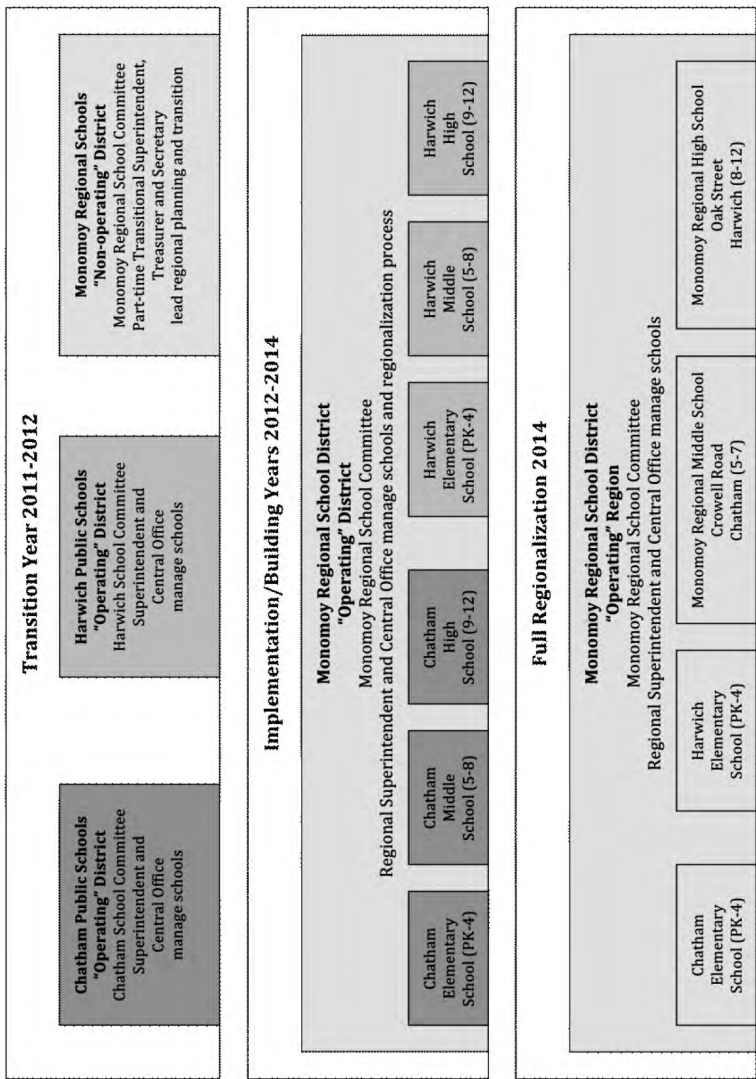 Transition Year 2011-2012
Chatham Public Schools
"Operating" District
Chatham School Committee
Superintendent and
Central Office
manage schools
Harwich Public Schools
"Operating" District
Harwich School Committee
Superintendent and
Central Office
manage schools
Monomoy Regional Schools
"Non-operating" District
Monomoy Regional School Committee
Part-time Transitional Superintendent,
Treasurer and Secretary
lead regional planning and transition
Implementation/Building Years 2012-2014
Monomoy Regional School District
"Operating" District
Monomoy Regional School Committee
Regional Superintendent and Central Office manage schools and regionalization process
Chatham
Elementary
School (PK-4)
Chatham
Middle
School (5-8)
Chatham
High
School (9-12)
Harwich
Elementary
School (PK-4)
Harwich
Middle
School (5-8)
Harwich
High
School (9-12)
Full Regionalization 2014
Monomoy Regional School District
"Operating" Region
Monomoy Regional School Committee
Regional Superintendent and Central Office manage schools
Chatham
Elementary
School (PK-4)
Harwich
Elementary
School (PK-4)
Monomoy Regional Middle School
Crowell Road
Chatham (5-7)
Monomoy Regional High School
Oak Street
Harwich (8-12)